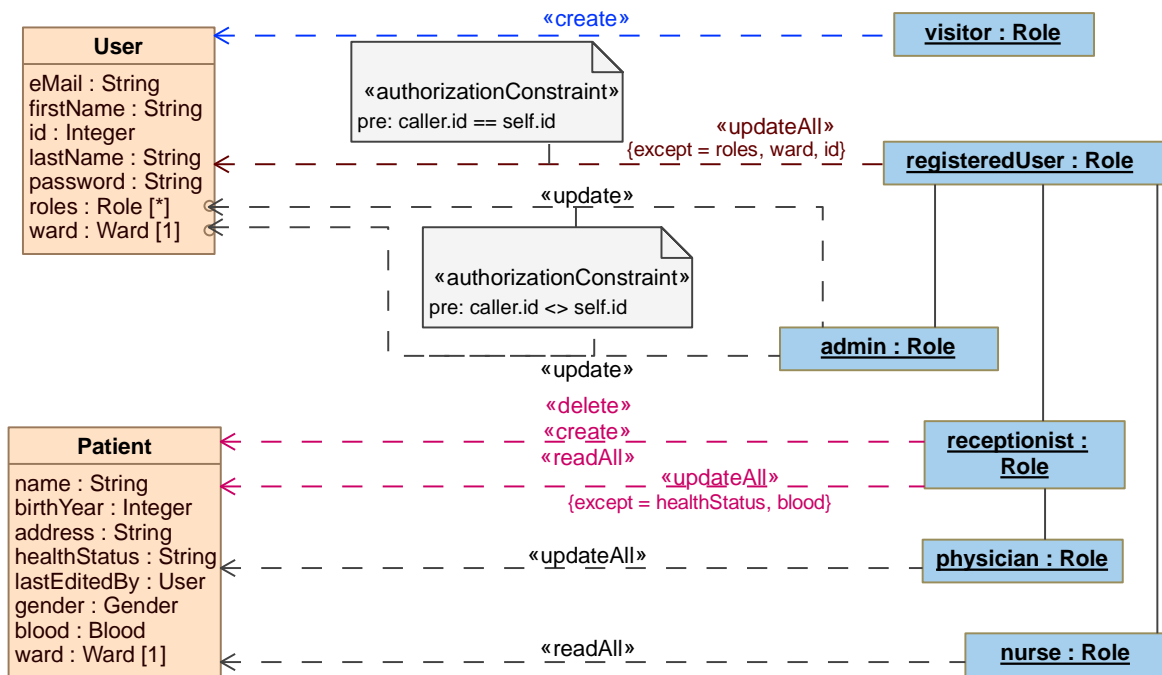 «create»
visitor : Role
User
eMail : String
firstName : String
id : Integer
lastName : String
password : String
roles : Role [*]
ward : Ward [1]
«authorizationConstraint»
pre: caller.id == self.id
«updateAll»
{except = roles, ward, id}
registeredUser : Role
«update»
«authorizationConstraint»
pre: caller.id <> self.id
admin : Role
«update»
«delete»
«create»
«readAll»
receptionist :
Role
«updateAll»
{except = healthStatus, blood}
Patient
name : String
birthYear : Integer
address : String
healthStatus : String
lastEditedBy : User
gender : Gender
blood : Blood
ward : Ward [1]
«updateAll»
physician : Role
«readAll»
nurse : Role